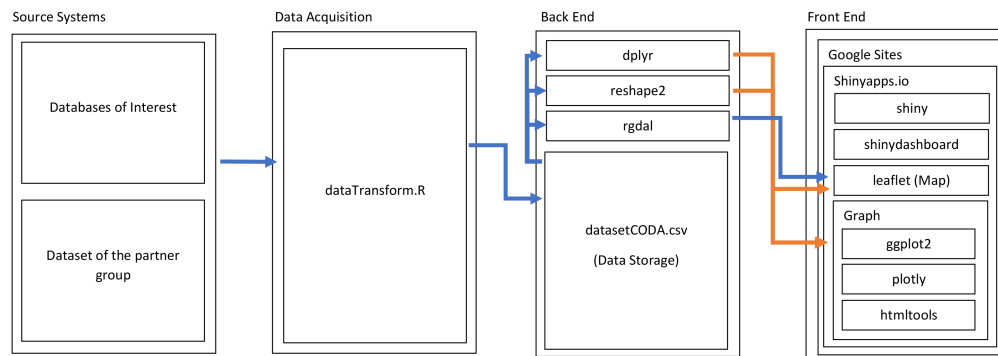 Source Systems
Databases of Interest
Dataset of the partner
group
Data Acquisition
dataTransform.R
Back End
dplyr
reshape2
rgdal
datasetCODA.csv
(Data Storage)
Front End
Google Sites
Shinyapps.io
shiny
shinydashboard
leaflet (Map)
Graph
ggplot2
plotly
htmltools